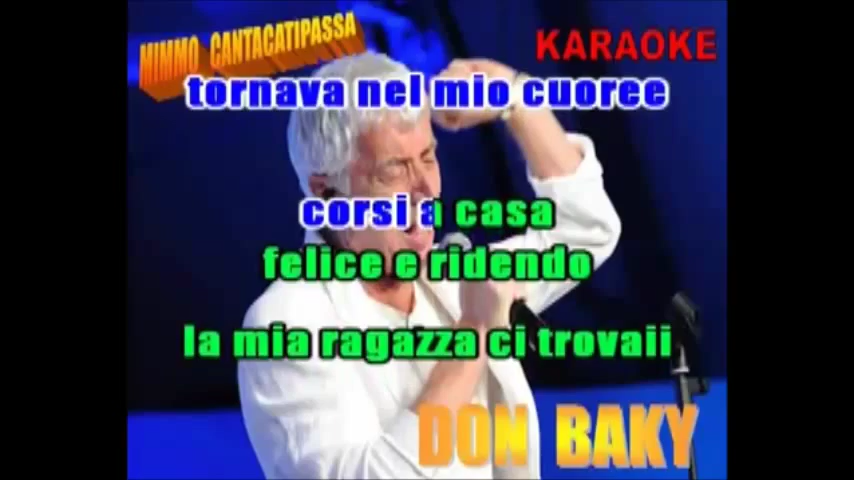 MIMMO CANTACATIPASSA
KARAOKE
tornava nel mio cuoree
corsi a casa
felice e ridendo
la mia ragazza ci trovaii
DON BAKY